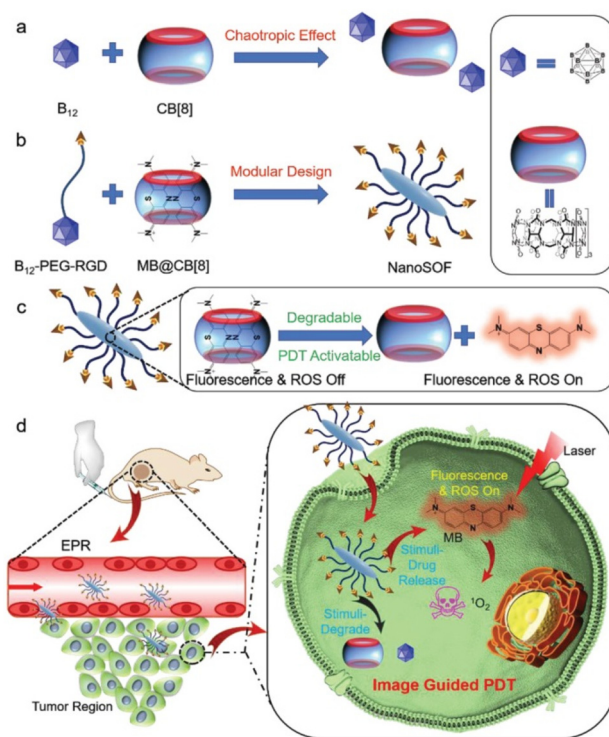 a
Chaotropic Effect
B12
CB[8]
b
Modular Design
B12-PEG-RGD
MB@CB[8]
NanoSOF
c
Degradable
PDT Activatable
Fluorescence & ROS Off
Fluorescence & ROS On
d
EPR
Tumor Region
Laser
Fluorescence
& ROS On
MB
Stimuli-
Drug
Release
1O2
Stimuli-
Degrade
Image Guided PDT